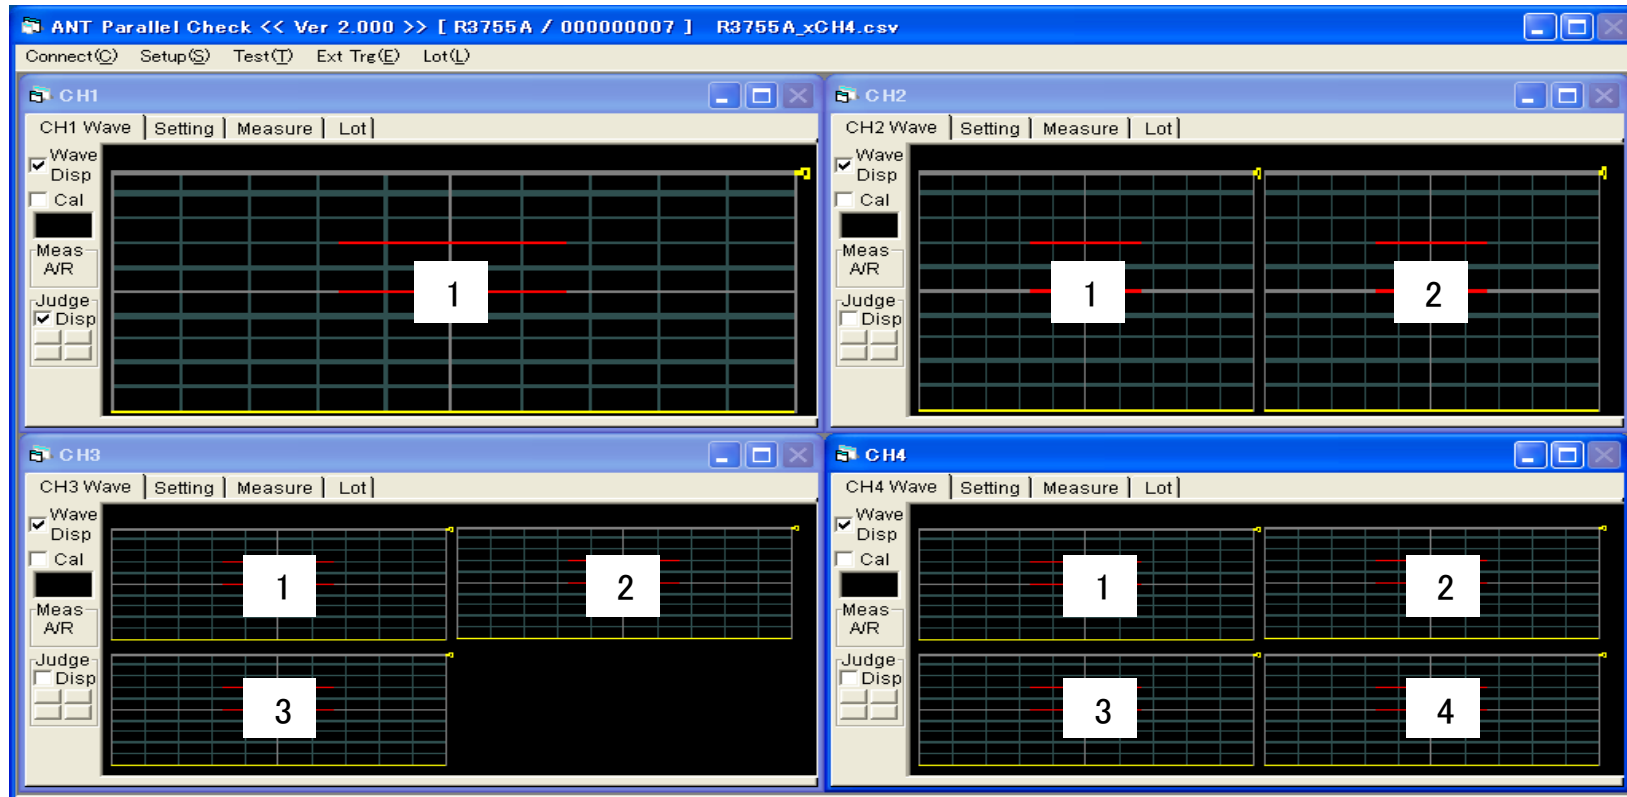 ANT Parallel Check << Ver 2.000 >> [ R3755A / 000000007 ] R3755A_xCH4.csv
Connect(C) Setup(S) Test(T) Ext Trg(E) Lot(L)
CH1
CH1 Wave Setting Measure Lot
Wave
Disp
Cal
Meas
A/R
Judge
Disp
1
CH2
CH2 Wave Setting Measure Lot
Wave
Disp
Cal
Meas
A/R
Judge
Disp
1 2
CH3
CH3 Wave Setting Measure Lot
Wave
Disp
Cal
Meas
A/R
Judge
Disp
1 2
3
CH4
CH4 Wave Setting Measure Lot
Wave
Disp
Cal
Meas
A/R
Judge
Disp
1 2
3 4